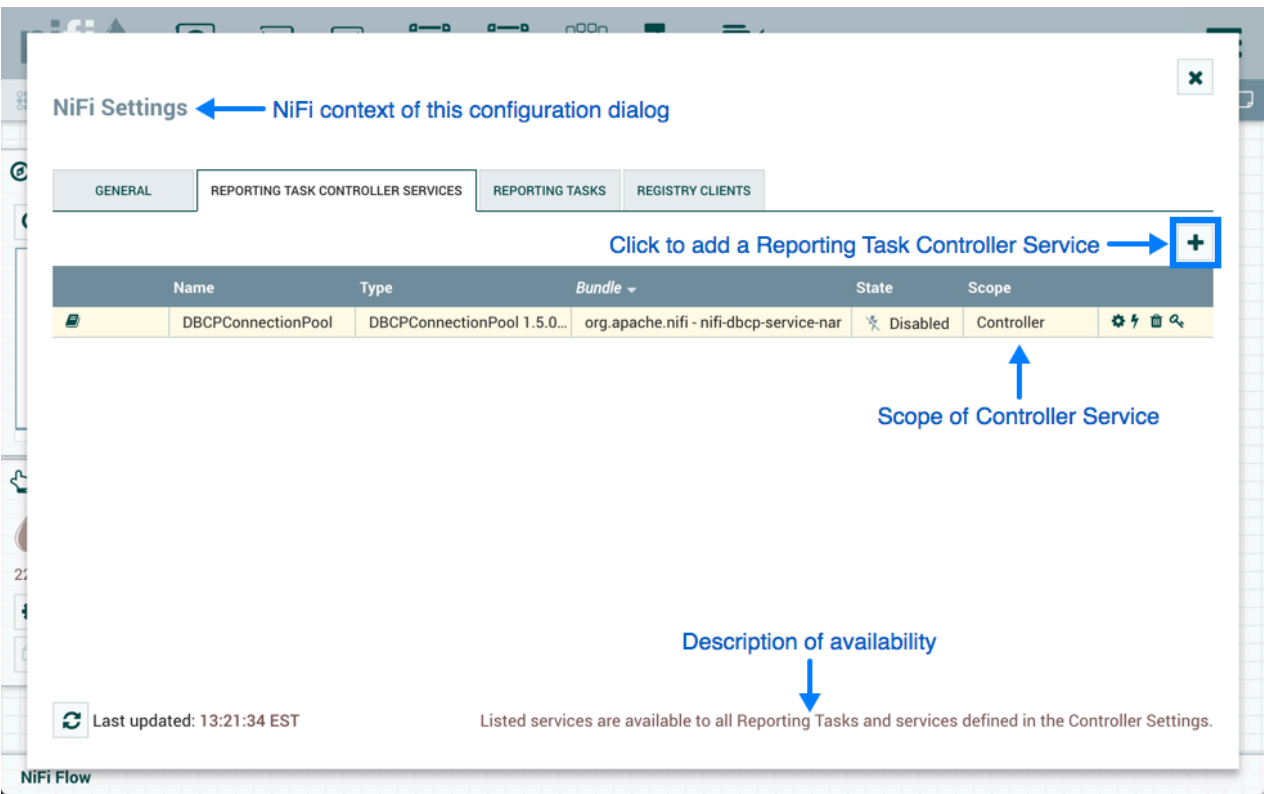 nifi
NiFi Settings
NiFi context of this configuration dialog
GENERAL
REPORTING TASK CONTROLLER SERVICES
REPORTING TASKS
REGISTRY CLIENTS
Click to add a Reporting Task Controller Service
Name Type Bundle State Scope
DBCPConnectionPool DBCPConnectionPool 1.5.0... org.apache.nifi - nifi-dbcp-service-nar Disabled Controller
Scope of Controller Service
Description of availability
22
Last updated: 13:21:34 EST
Listed services are available to all Reporting Tasks and services defined in the Controller Settings.
NiFi Flow